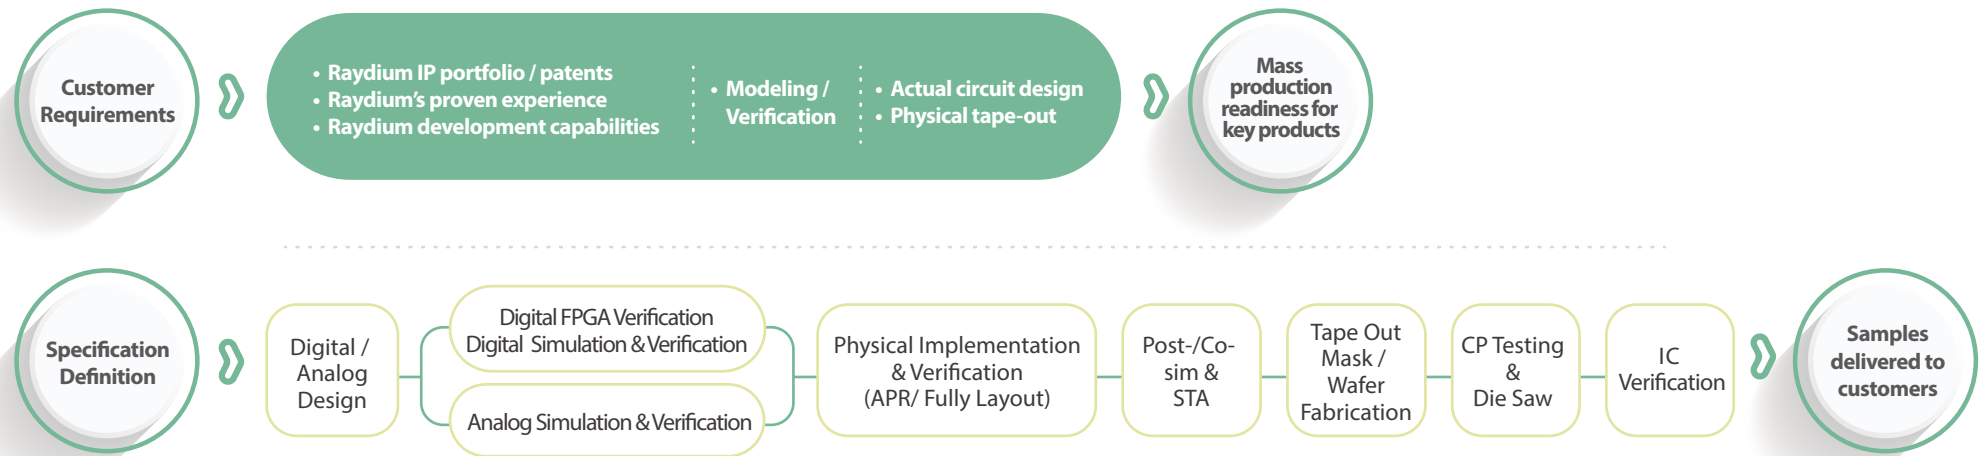 Customer
Requirements
• Raydium IP portfolio / patents
• Raydium's proven experience
• Raydium development capabilities
• Modeling /
Verification
• Actual circuit design
• Physical tape-out
Mass
production
readiness for
key products
Specification
Definition
Digital /
Analog
Design
Digital FPGA Verification
Digital Simulation & Verification
Analog Simulation & Verification
Physical Implementation
& Verification
(APR/ Fully Layout)
Post-/Co-
sim &
STA
Tape Out
Mask /
Wafer
Fabrication
CP Testing
&
Die Saw
IC
Verification
Samples
delivered to
customers